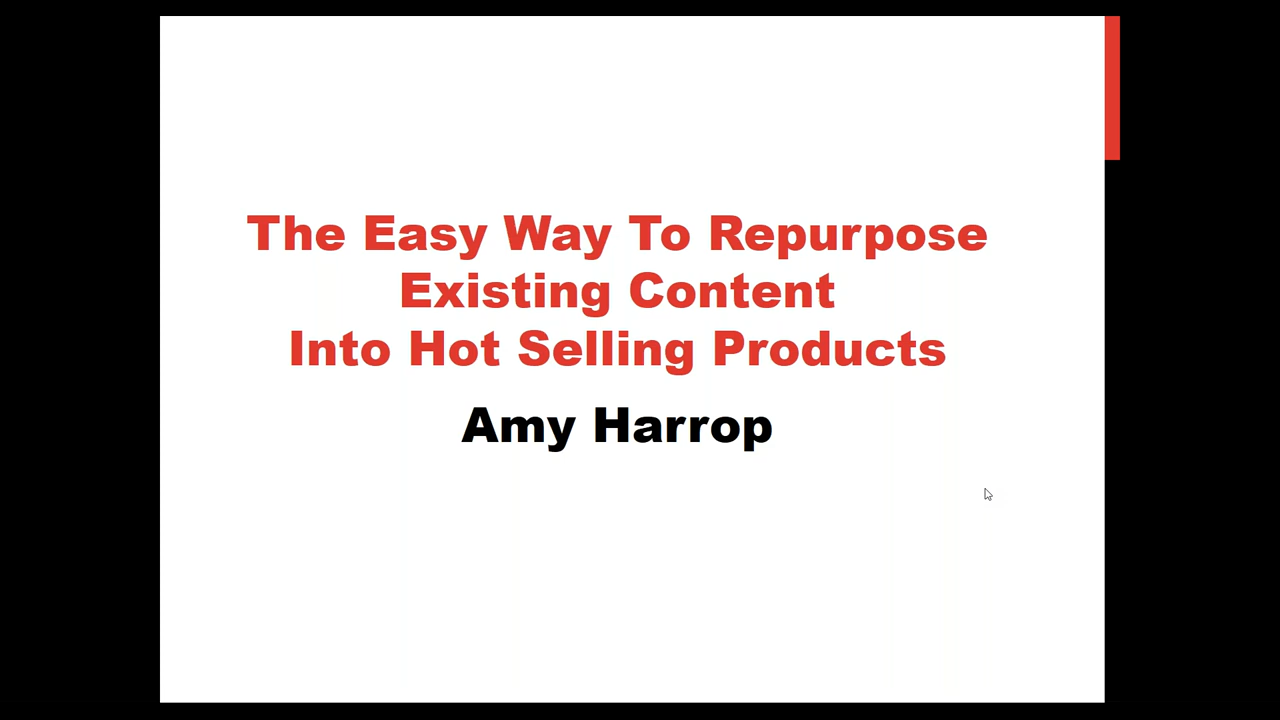 The Easy Way To Repurpose
Existing Content
Into Hot Selling Products
Amy Harrop